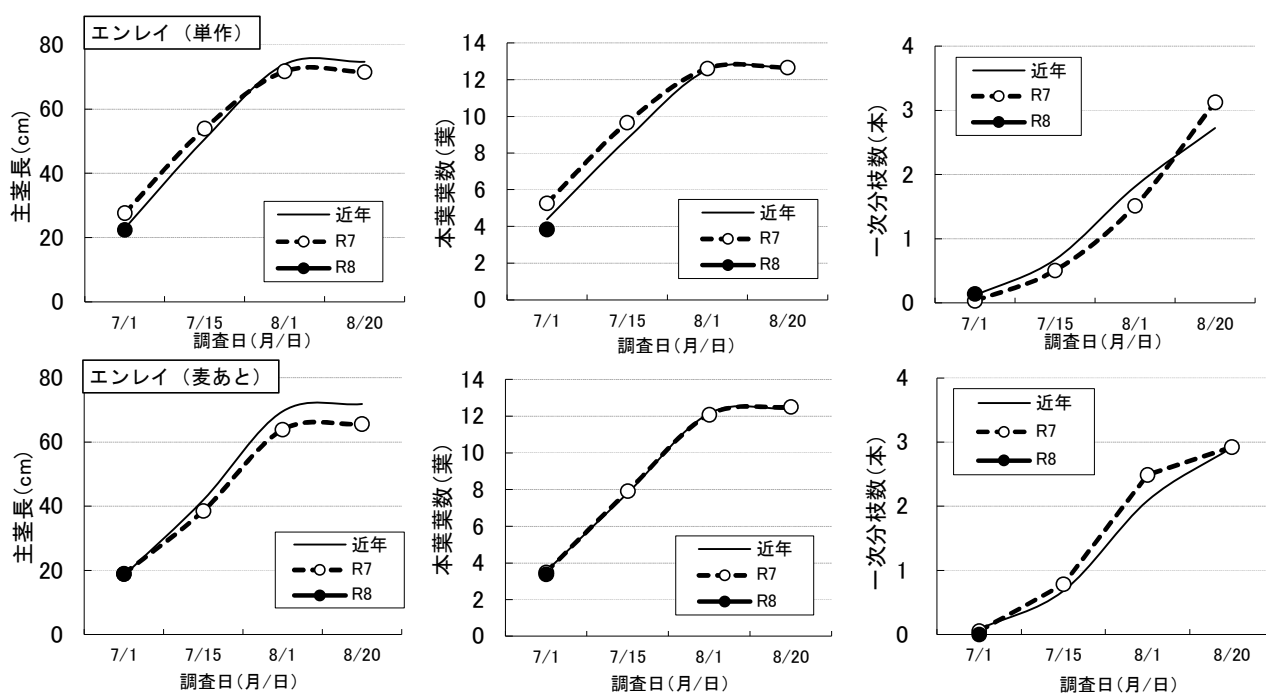 エンレイ（単作）
主茎長(cm)
80
60
40
20
0
7/1 7/15 8/1 8/20
調査日(月/日)
近年
R7
R8
本葉葉数(葉)
14
12
10
8
6
4
2
0
7/1 7/15 8/1 8/20
調査日(月/日)
近年
R7
R8
一次分枝数(本)
4
3
2
1
0
7/1 7/15 8/1 8/20
調査日(月/日)
近年
R7
R8
エンレイ（麦あと）
主茎長(cm)
80
60
40
20
0
7/1 7/15 8/1 8/20
調査日(月/日)
近年
R7
R8
本葉葉数(葉)
14
12
10
8
6
4
2
0
7/1 7/15 8/1 8/20
調査日(月/日)
近年
R7
R8
一次分枝数(本)
4
3
2
1
0
7/1 7/15 8/1 8/20
調査日(月/日)
近年
R7
R8